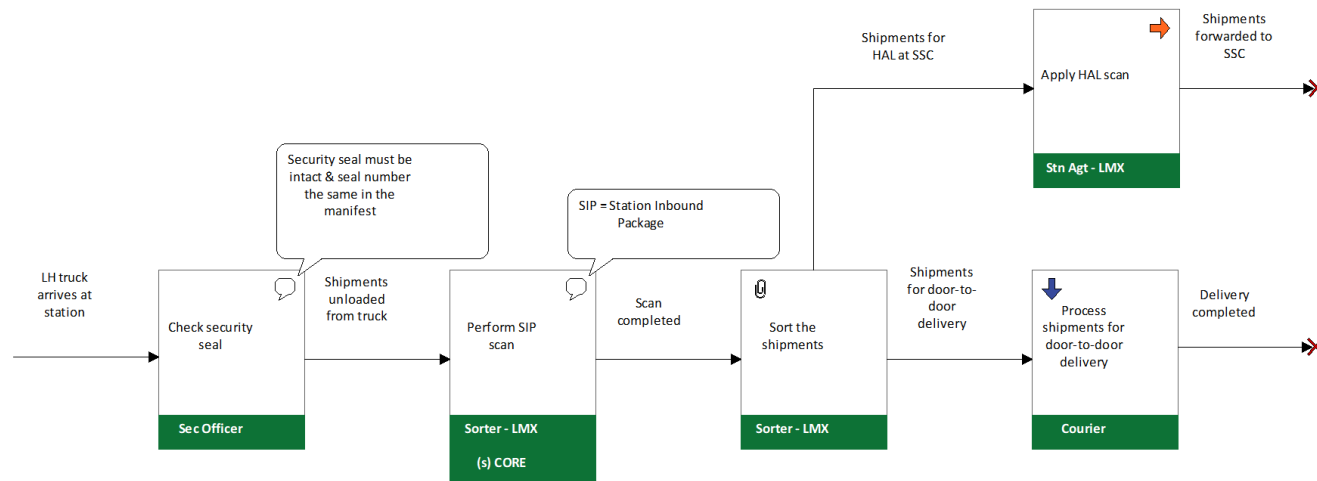 Shipments for
HAL at SSC
Apply HAL scan
Stn Agt - LMX
Shipments
forwarded to
SSC
Security seal must be
intact & seal number
the same in the
manifest
SIP = Station Inbound
Package
LH truck
arrives at
station
Check security
seal
Sec Officer
Shipments
unloaded
from truck
Perform SIP
scan
Sorter - LMX
(s) CORE
Scan
completed
Sort the
shipments
Sorter - LMX
Shipments
for door-to-
door
delivery
Process
shipments for
door-to-door
delivery
Courier
Delivery
completed